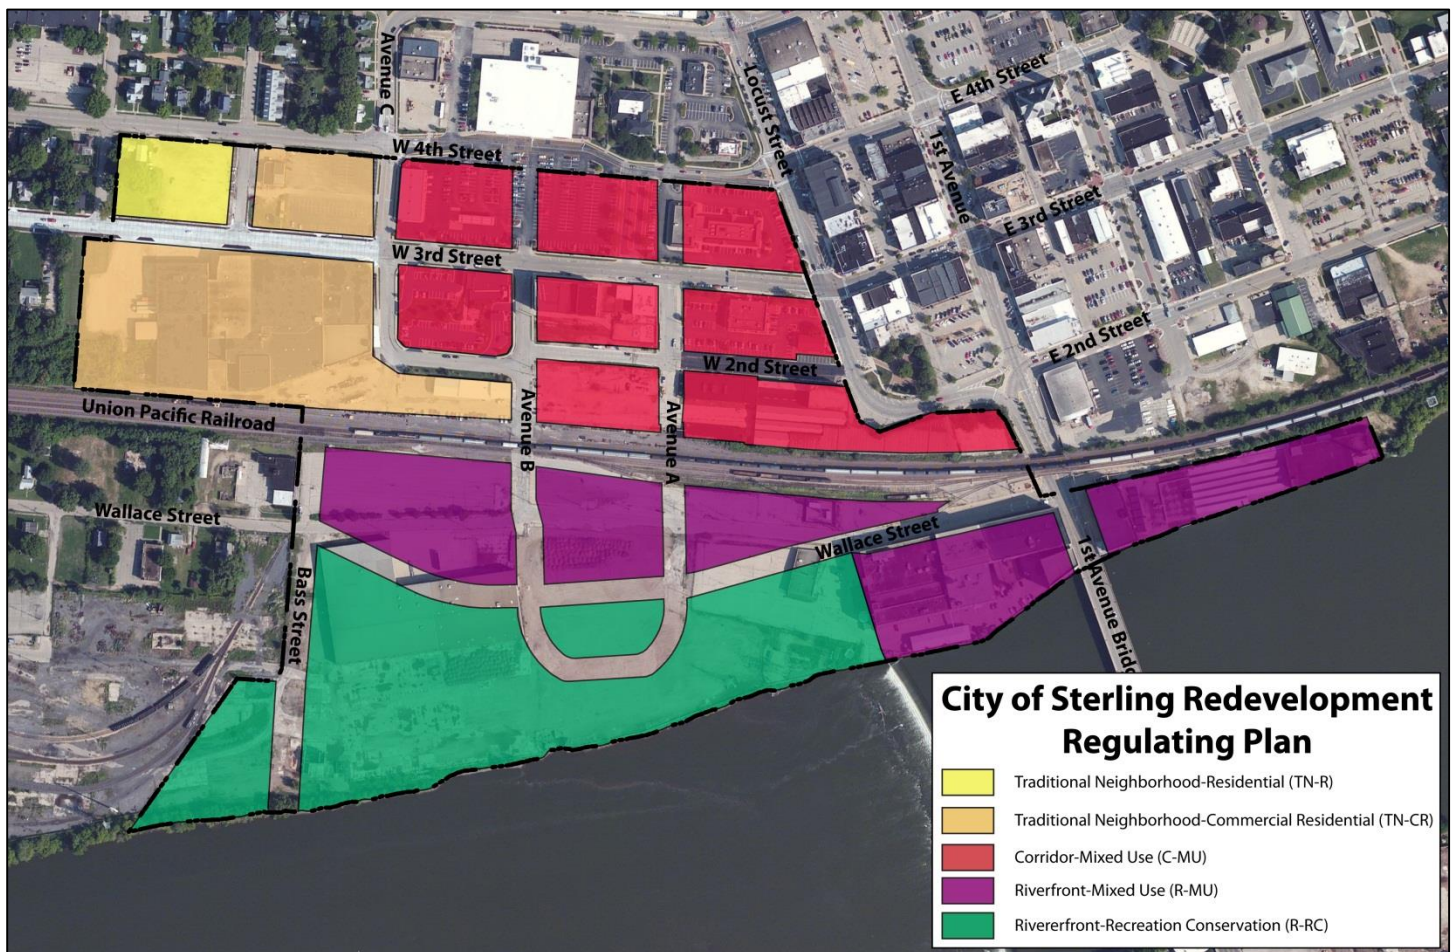 Avenue C
Locust Street
E 4th Street
1st Avenue
W 4th Street
E 3rd Street
W 3rd Street
E 2nd Street
W 2nd Street
Union Pacific Railroad
Avenue B
Avenue A
Wallace Street
Wallace Street
Bass Street
1st Avenue Bridg
City of Sterling Redevelopment
Regulating Plan
Traditional Neighborhood-Residential (TN-R)
Traditional Neighborhood-Commercial Residential (TN-CR)
Corridor-Mixed Use (C-MU)
Riverfront-Mixed Use (R-MU)
Rivererfront-Recreation Conservation (R-RC)